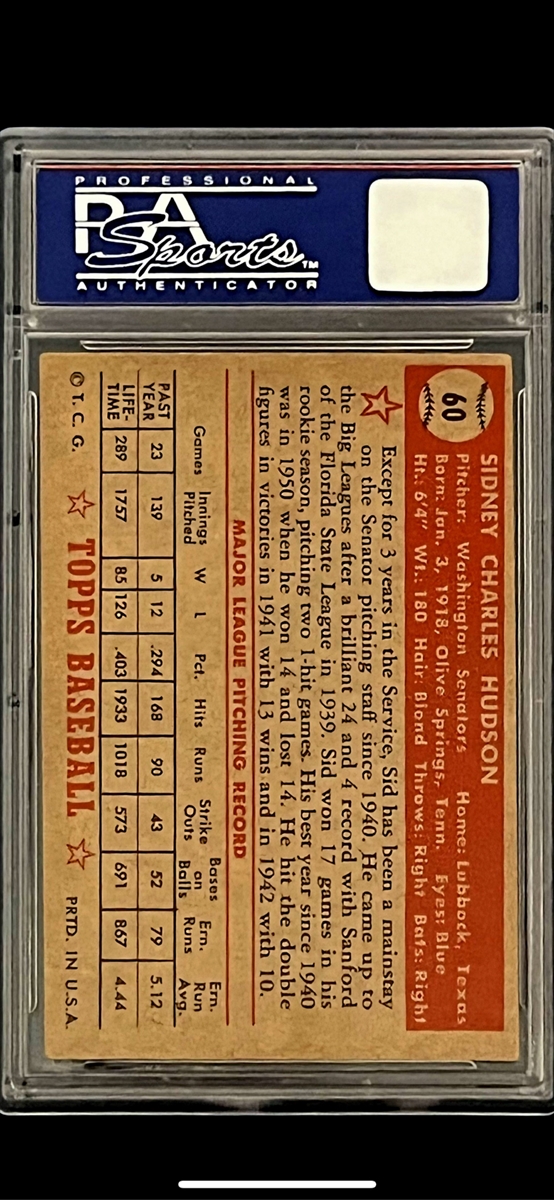 PROFESSIONAL
PSA
Sports™
AUTHENTICATOR
60
SIDNEY CHARLES HUDSON
Pitcher: Washington Senators Home: Lubbock, Texas
Born: Jan. 3, 1918, Olive Springs, Tenn. Eyes: Blue
Ht.: 6'4" Wt.: 180 Hair: Blond Throws: Right Bats: Right
Except for 3 years in the Service, Sid has been a mainstay
on the Senator pitching staff since 1940. He came up to
the Big Leagues after a brilliant 24 and 4 record with Sanford
of the Florida State League in 1939. Sid won 17 games in his
rookie season, pitching two 1-hit games. His best year since 1940
was in 1950 when he won 14 and lost 14. He hit the double
figures in victories in 1941 with 13 wins and in 1942 with 10.
MAJOR LEAGUE PITCHING RECORD
Games Innings Pitched W L Pct. Hits Runs Strike Outs Bases on Balls Ern. Runs Ern. Run Avg.
PAST YEAR 23 139 5 12 .294 168 90 43 52 79 5.12
LIFE-TIME 289 1757 85 126 .403 1933 1018 573 691 867 4.44
© T. C. G. ☆ TOPPS BASEBALL ☆ PRTD. IN U.S.A.